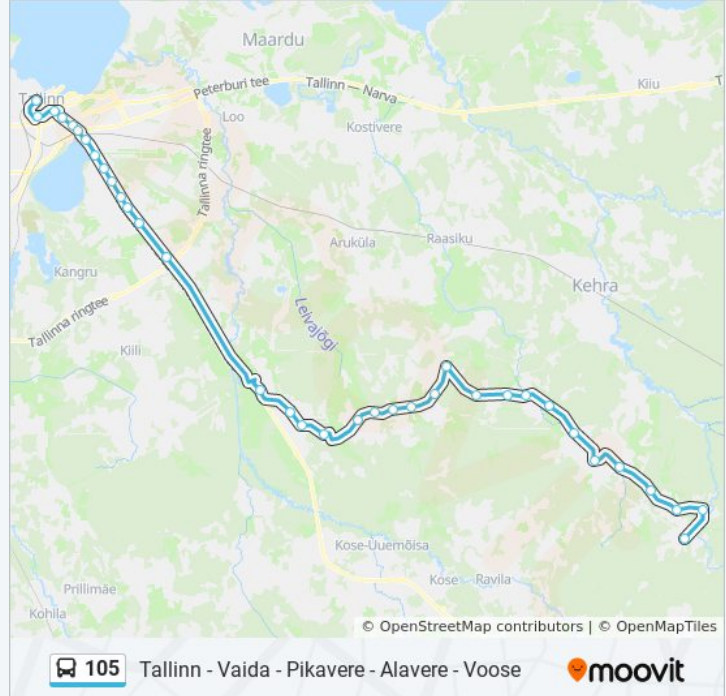 Maardu
Peterburi tee
Tallinn — Narva
Kiiu
T
Tallinn
Loo
Kostivere
Tallinna ringtee
Aruküla
Raasiku
Kangru
Kehra
Leivajõgi
Tallinna ringtee
Kiili
Kose-Uuemõisa
Kose
Ravila
Prillimäe
Kohila
© OpenStreetMap contributors | © OpenMapTiles
105 Tallinn - Vaida - Pikavere - Alavere - Voose
moovit